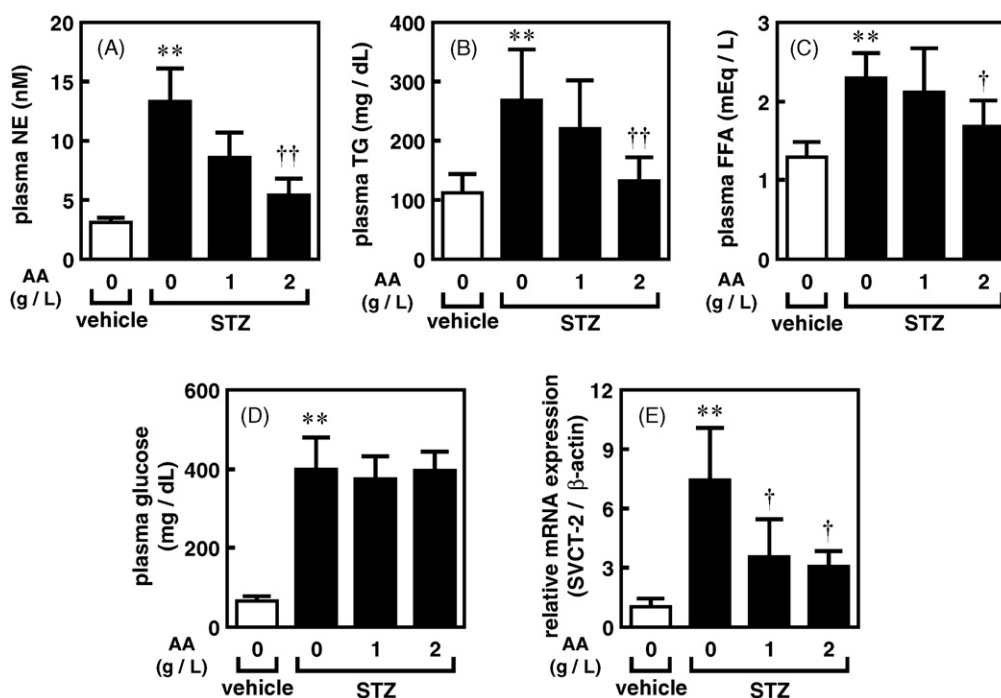 (A)
plasma NE (nM)
20
15
10
5
0
**
††
AA
(g / L)
0 0 1 2
vehicle STZ
(B)
plasma TG (mg / dL)
400
300
200
100
0
**
††
AA
(g / L)
0 0 1 2
vehicle STZ
(C)
plasma FFA (mEq / L)
3
2
1
0
**
†
AA
(g / L)
0 0 1 2
vehicle STZ
(D)
plasma glucose
(mg / dL)
600
400
200
0
**
AA
(g / L)
0 0 1 2
vehicle STZ
(E)
relative mRNA expression
(SVCT-2 / β-actin)
12
9
6
3
0
**
†
†
AA
(g / L)
0 0 1 2
vehicle STZ